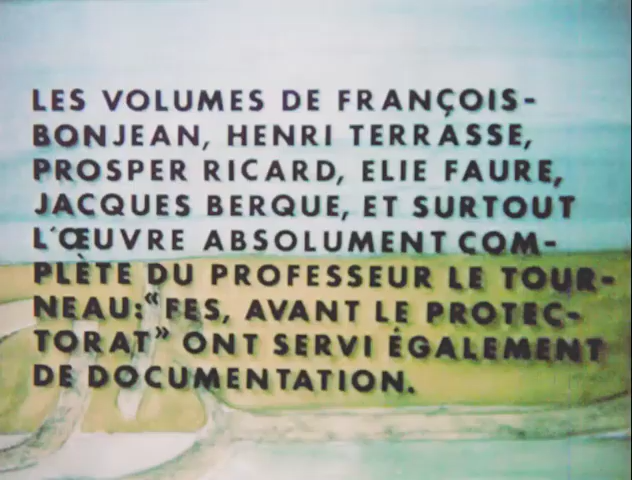 LES VOLUMES DE FRANÇOIS-
BONJEAN, HENRI TERRASSE,
PROSPER RICARD, ELIE FAURE,
JACQUES BERQUE, ET SURTOUT
L'ŒUVRE ABSOLUMENT COM-
PLÈTE DU PROFESSEUR LE TOUR-
NEAU:“FES, AVANT LE PROTEC-
TORAT” ONT SERVI ÉGALEMENT
DE DOCUMENTATION.